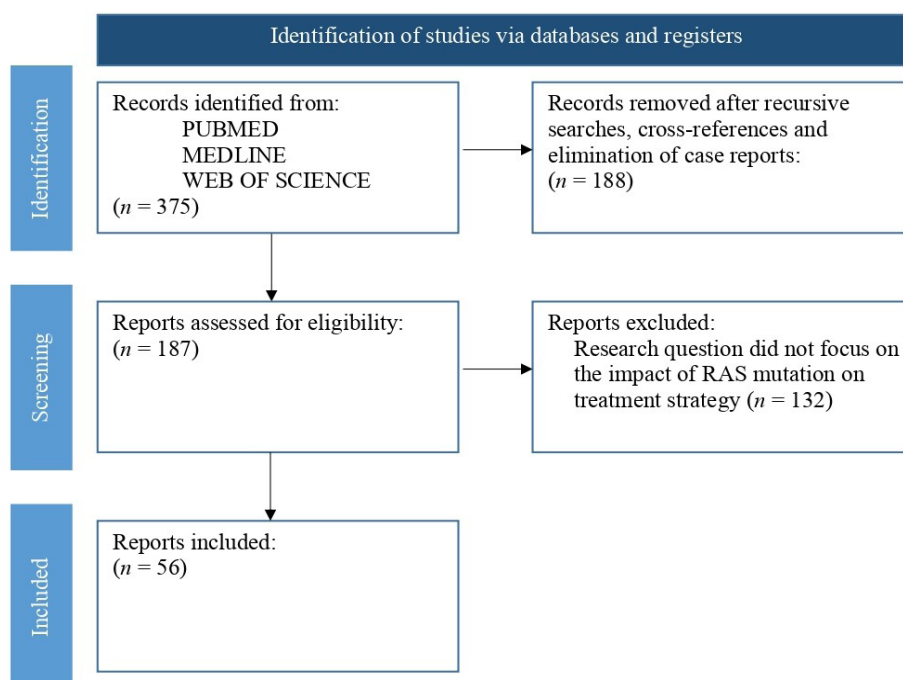 Identification of studies via databases and registers
Identification
Records identified from:
PUBMED
MEDLINE
WEB OF SCIENCE
(n = 375)
Records removed after recursive
searches, cross-references and
elimination of case reports:
(n = 188)
Screening
Reports assessed for eligibility:
(n = 187)
Reports excluded:
Research question did not focus on
the impact of RAS mutation on
treatment strategy (n = 132)
Included
Reports included:
(n = 56)